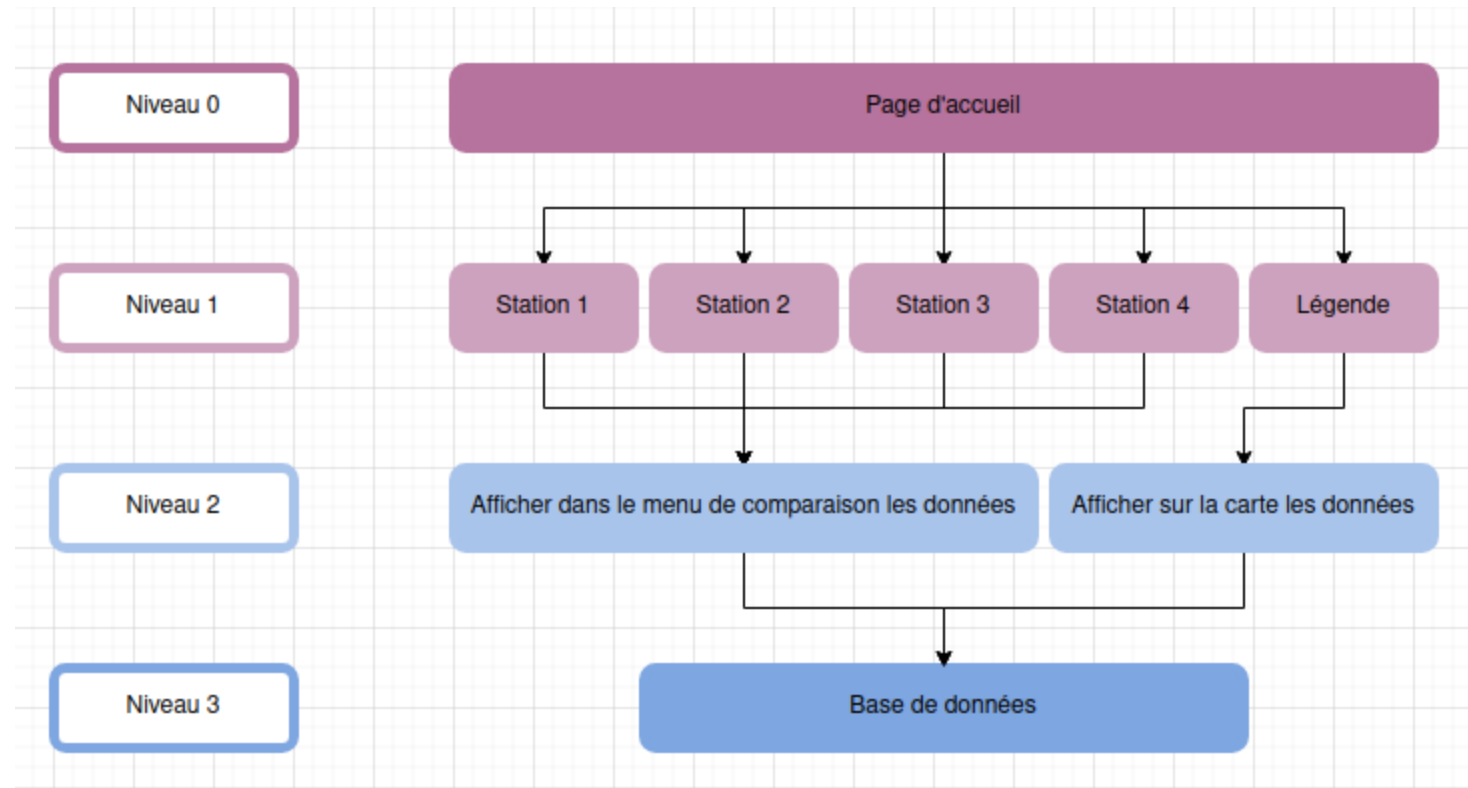 Niveau 0
Page d'accueil
Niveau 1
Station 1
Station 2
Station 3
Station 4
Légende
Niveau 2
Afficher dans le menu de comparaison les données
Afficher sur la carte les données
Niveau 3
Base de données